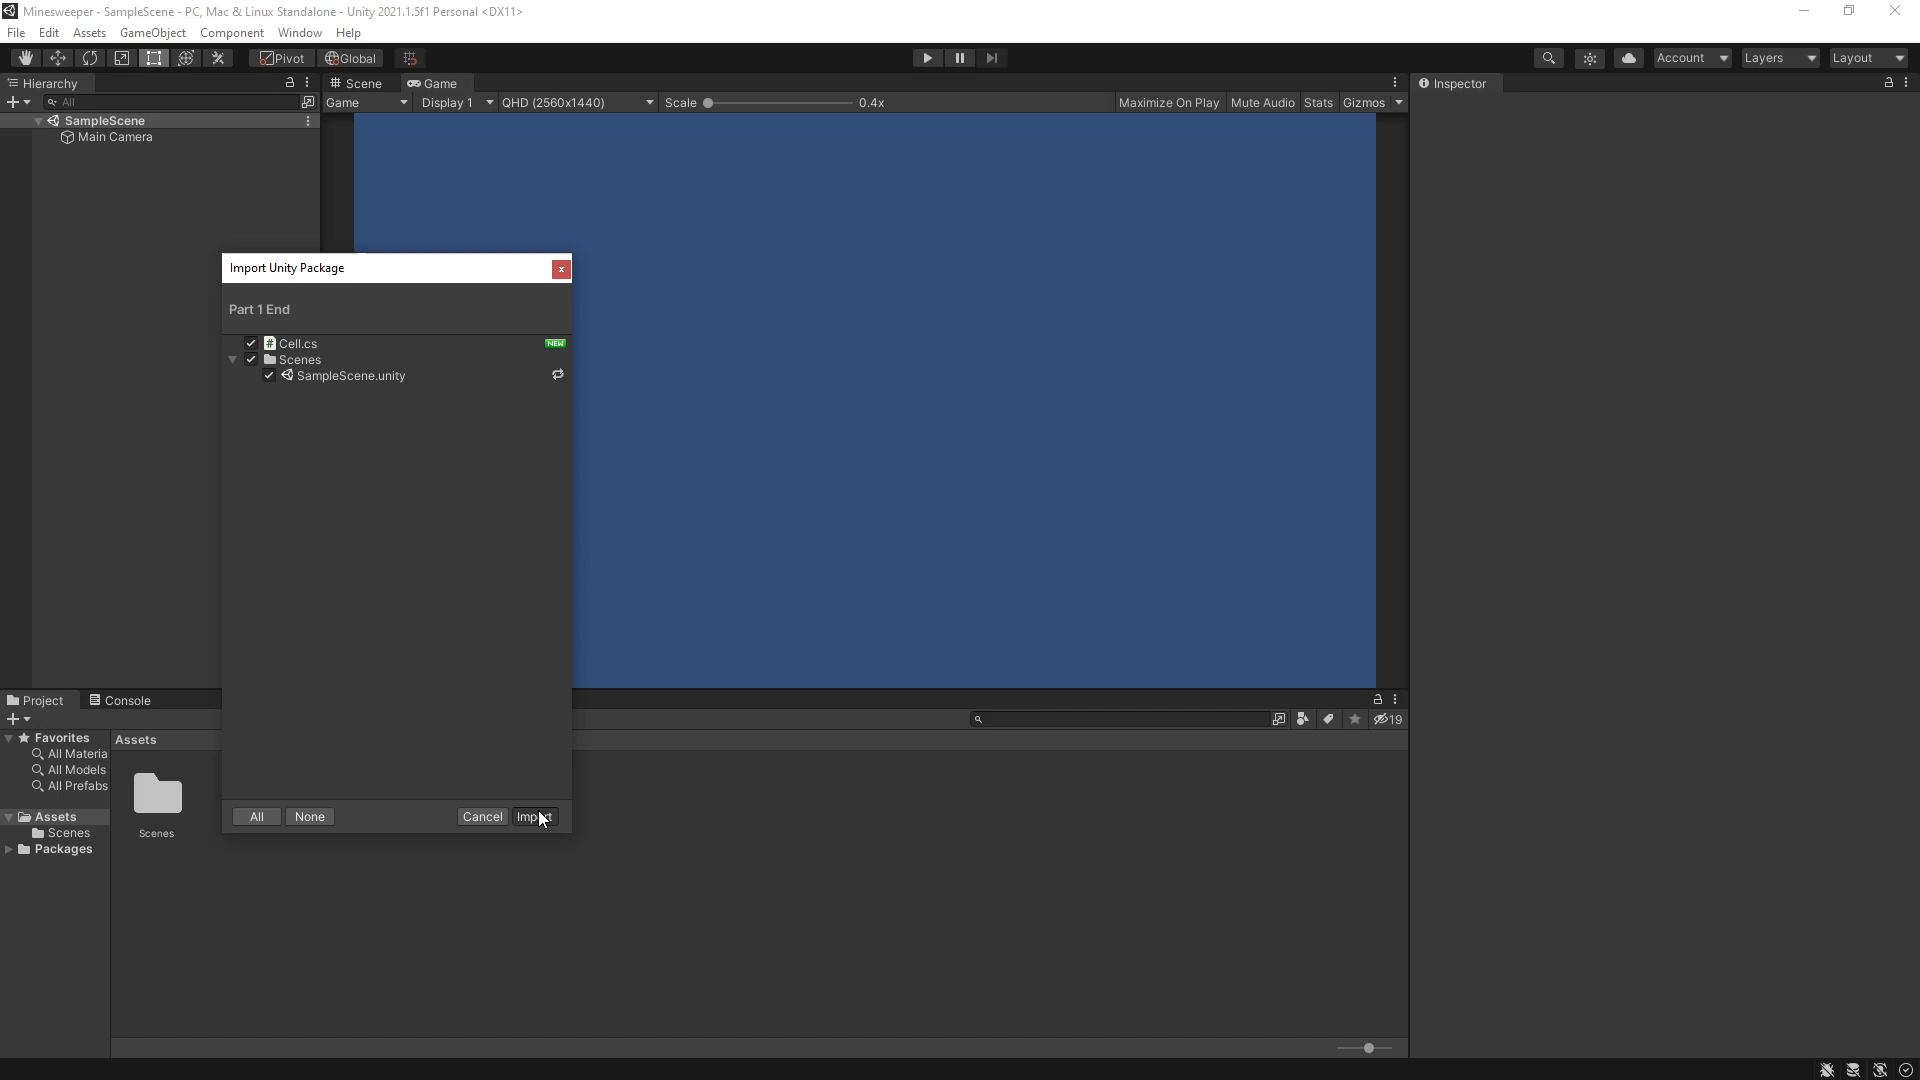 Minesweeper - SampleScene - PC, Mac & Linux Standalone - Unity 2021.1.5f1 Personal <DX11>
File Edit Assets GameObject Component Window Help
Pivot Global Account Layers Layout
Hierarchy Scene Game Inspector
All Game Display 1 QHD (2560x1440) Scale 0.4x Maximize On Play Mute Audio Stats Gizmos
SampleScene
Main Camera
Import Unity Package x
Part 1 End
# Cell.cs NEW
Scenes
SampleScene.unity
All None Cancel Import
Project Console
19
Favorites Assets
All Materia
All Models
All Prefabs
Assets
Scenes Scenes
Packages